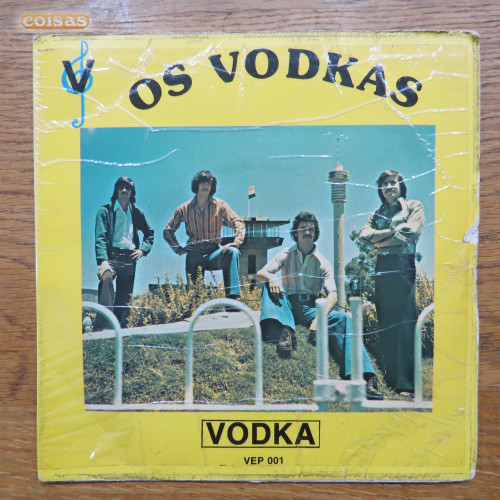 coisas
V
OS VODKAS
VODKA
VEP 001